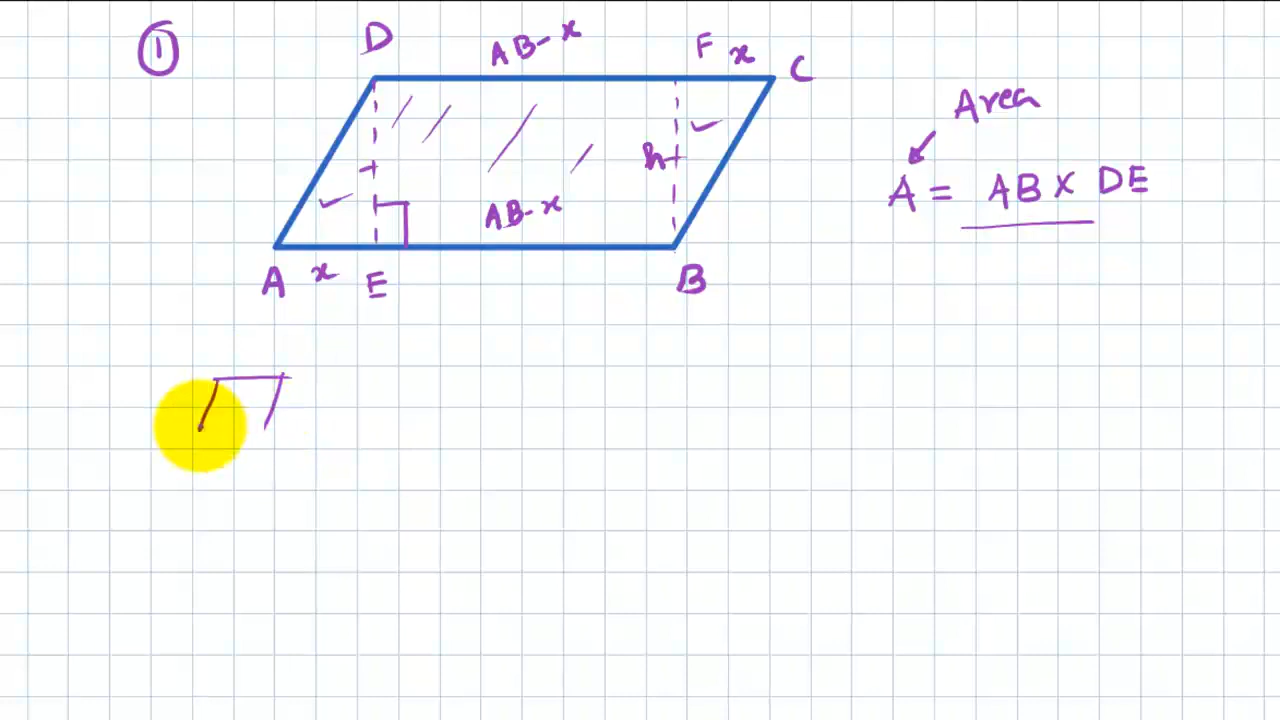 ①
D AB-x F x C
h
AB-x
A x E B
Area
A = AB X DE